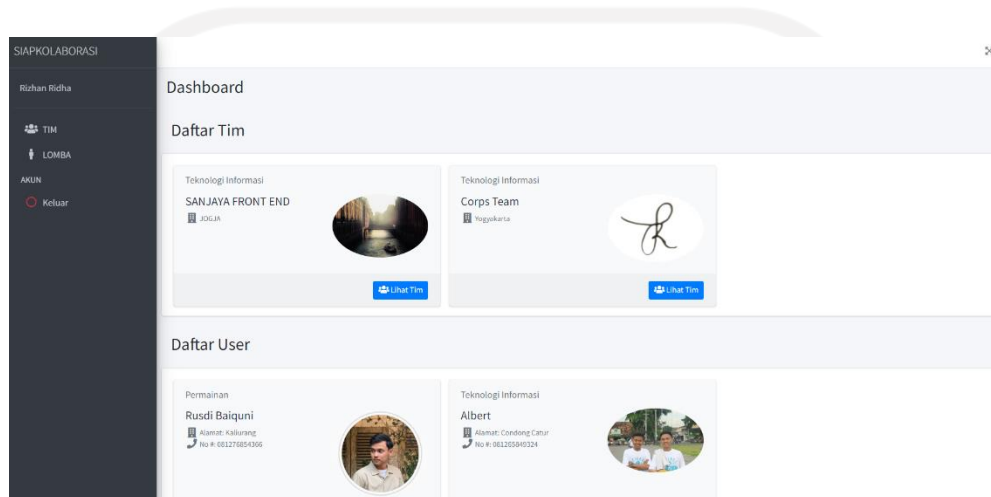 SIAPKOLABORASI
Rizhan Ridha
TIM
LOMBA
AKUN
Keluar
Dashboard
Daftar Tim
Teknologi Informasi
SANJAYA FRONT END
JOGJA
Lihat Tim
Teknologi Informasi
Corps Team
Yogyakarta
Lihat Tim
Daftar User
Permainan
Rusdi Baiquni
Alamat: Kaliurang
No #: 681276854366
Teknologi Informasi
Albert
Alamat: Condong Catur
No #: 081265849324